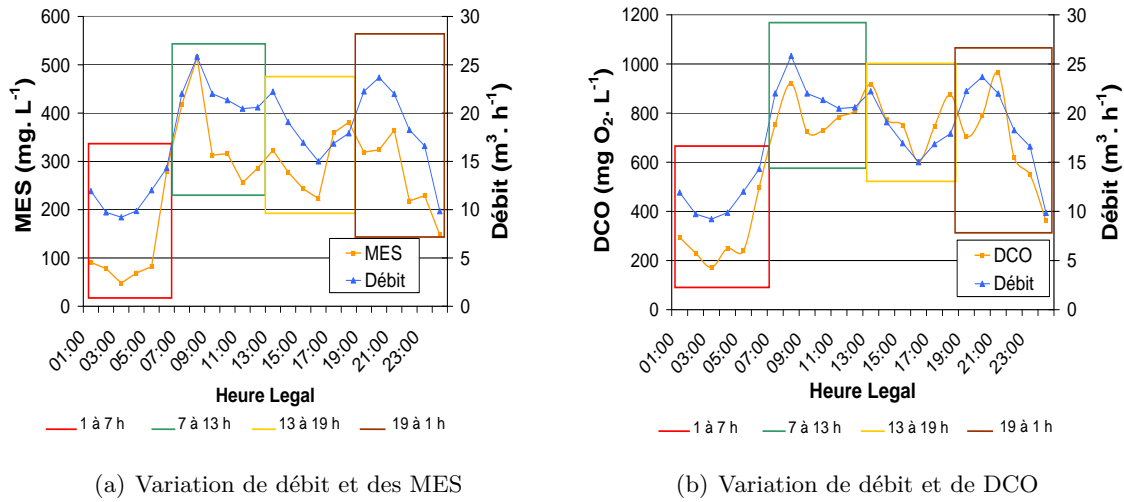 600
500
400
300
200
100
0
MES (mg. L-1)
30
25
20
15
10
5
0
Débit (m3. h-1)
MES
Débit
01:00
03:00
05:00
07:00
09:00
11:00
13:00
15:00
17:00
19:00
21:00
23:00
Heure Legal
1 à 7 h
7 à 13 h
13 à 19 h
19 à 1 h
(a) Variation de débit et des MES
1200
1000
800
600
400
200
0
DCO (mg O2. L-1)
30
25
20
15
10
5
0
Débit (m3. h-1)
DCO
Débit
01:00
03:00
05:00
07:00
09:00
11:00
13:00
15:00
17:00
19:00
21:00
23:00
Heure Legal
1 à 7 h
7 à 13 h
13 à 19 h
19 à 1 h
(b) Variation de débit et de DCO